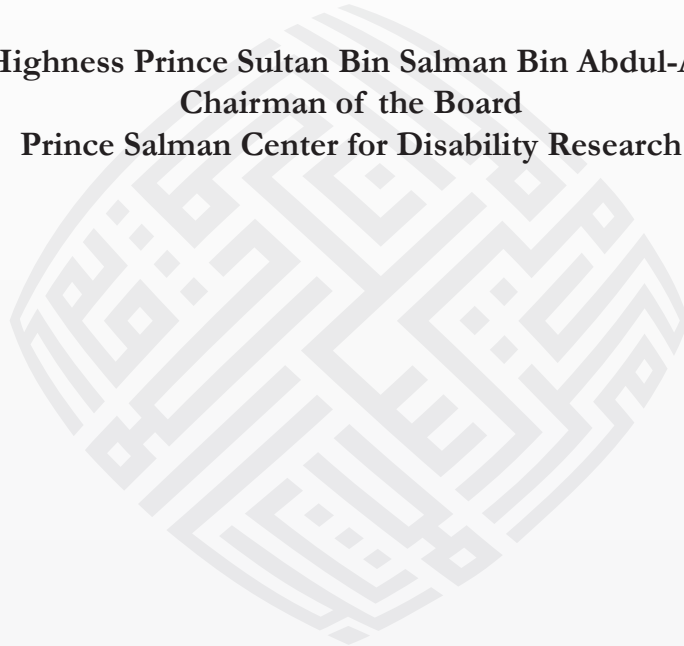 Highness Prince Sultan Bin Salman Bin Abdul-A
Chairman of the Board
Prince Salman Center for Disability Research